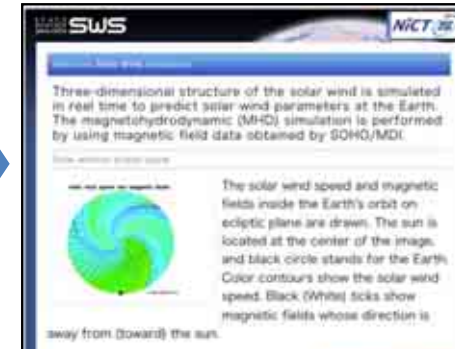 SWS
NICT
Three-dimensional structure of the solar wind is simulated
in reel time to predict solar wind parameters at the Earth.
The magnetohydrodynamic (MHD) simulation is performed
by using magnetic field data obtained by SOHO/MDI.
The solar wind speed and magnetic
fields inside the Earth's orbit on
ecliptic plane are drawn. The sun is
located at the center of the image,
and black circle stands for the Earth.
Color contours show the solar wind
speed. Black (White) ticks show
magnetic fields whose direction is
away from (toward) the sun.